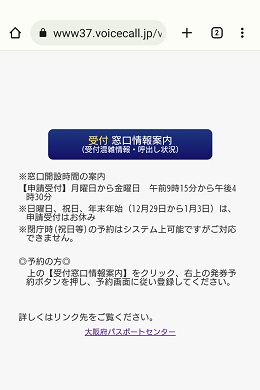 www37.voicecall.jp/v
2
受付 窓口情報案内
(受付混雑情報・呼出し状況)
※窓口開設時間の案内
【申請受付】月曜日から金曜日　午前9時15分から午後4
時30分
※日曜日、祝日、年末年始（12月29日から1月3日）は、
申請受付はお休み
※閉庁時(祝日等)の予約はシステム上可能ですがご対応
できません。
◎予約の方◎
上の【受付窓口情報案内】をクリック、右上の発券予
約ボタンを押し、予約画面に従い登録してください。
詳しくはリンク先をご覧ください。
大阪府パスポートセンター